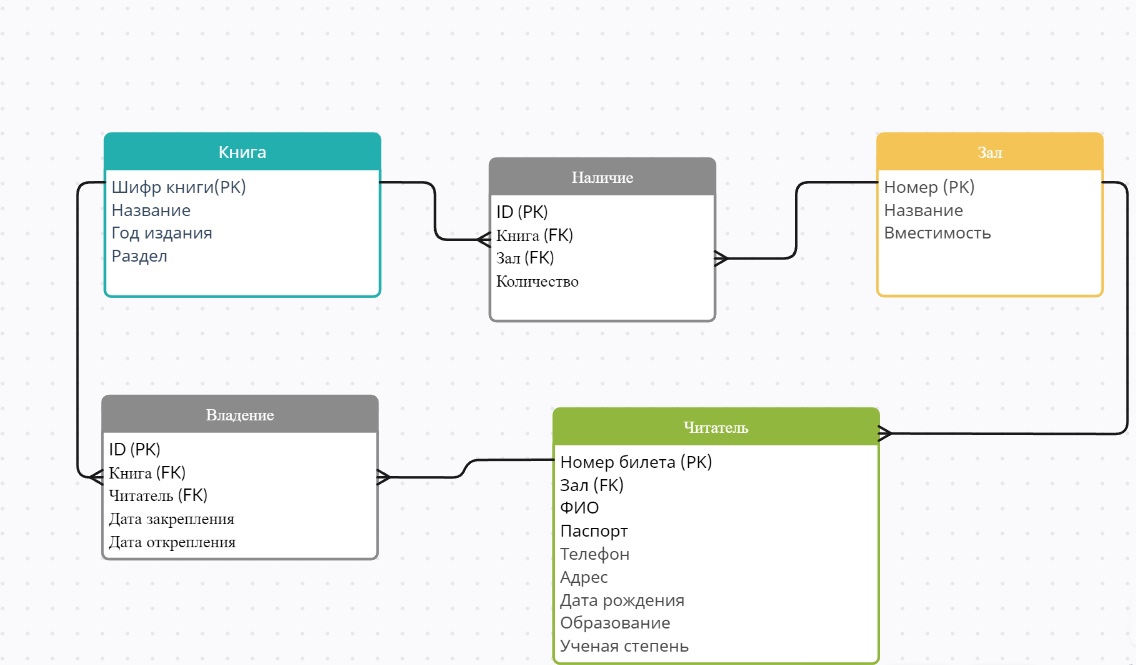 Книга
Шифр книги(PK)
Название
Год издания
Раздел
Наличие
ID (PK)
Книга (FK)
Зал (FK)
Количество
Зал
Номер (PK)
Название
Вместимость
Владение
ID (PK)
Книга (FK)
Читатель (FK)
Дата закрепления
Дата открепления
Читатель
Номер билета (PK)
Зал (FK)
ФИО
Паспорт
Телефон
Адрес
Дата рождения
Образование
Ученая степень